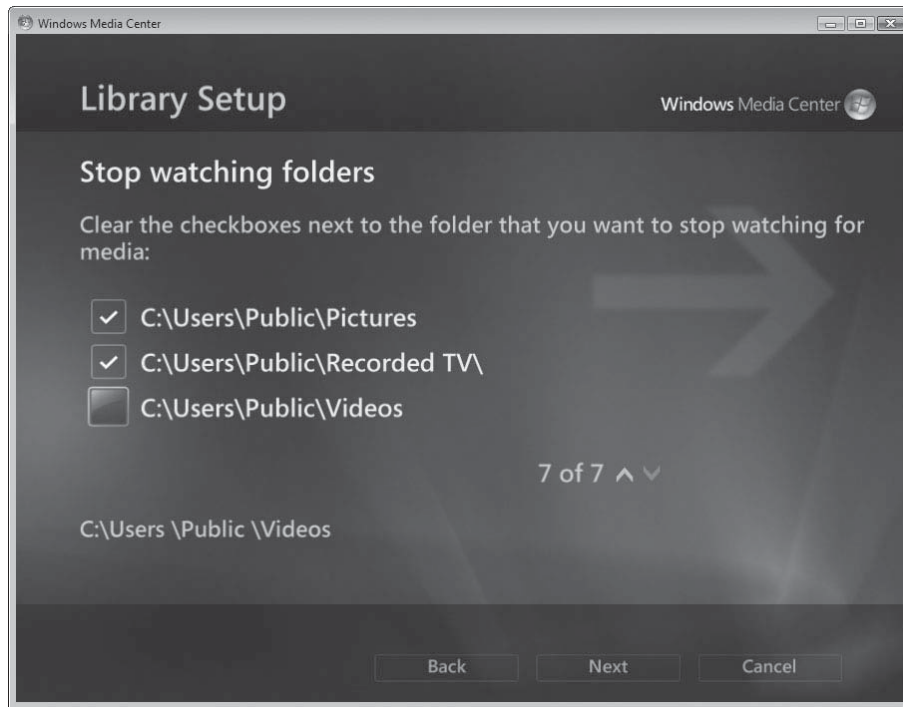 Windows Media Center
Library Setup
Windows Media Center
Stop watching folders
Clear the checkboxes next to the folder that you want to stop watching for
media:
C:\Users\Public\Pictures
C:\Users\Public\Recorded TV\
C:\Users\Public\Videos
7 of 7
C:\Users \Public \Videos
Back Next Cancel